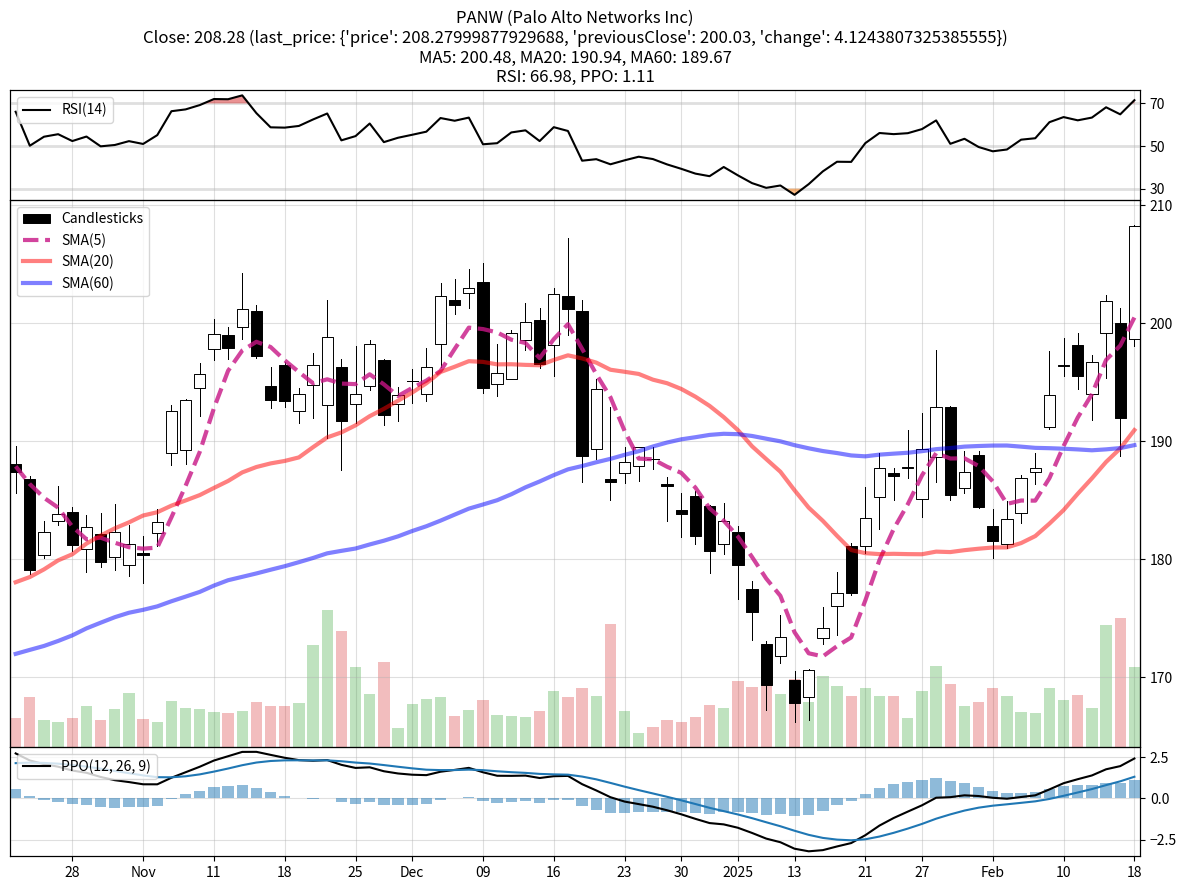 PANW (Palo Alto Networks Inc)
Close: 208.28 (last_price: {'price': 208.27999877929688, 'previousClose': 200.03, 'change': 4.1243807325385555})
MA5: 200.48, MA20: 190.94, MA60: 189.67
RSI: 66.98, PPO: 1.11
RSI(14)
70
50
30
Candlesticks
SMA(5)
SMA(20)
SMA(60)
210
200
190
180
170
PPO(12, 26, 9)
2.5
0.0
−2.5
28 Nov 11 18 25 Dec 09 16 23 30 2025 13 21 27 Feb 10 18